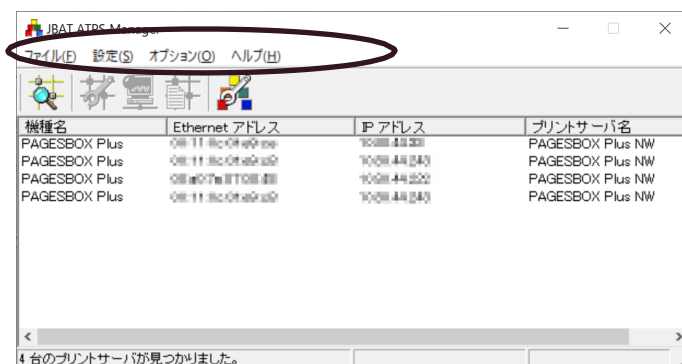 JBAT ATPS Manager
ファイル(F) 設定(S) オプション(O) ヘルプ(H)
機種名 Ethernet アドレス IP アドレス プリントサーバ名
PAGESBOX Plus PAGESBOX Plus NW
PAGESBOX Plus PAGESBOX Plus NW
PAGESBOX Plus PAGESBOX Plus NW
PAGESBOX Plus PAGESBOX Plus NW
4 台のプリントサーバが見つかりました。